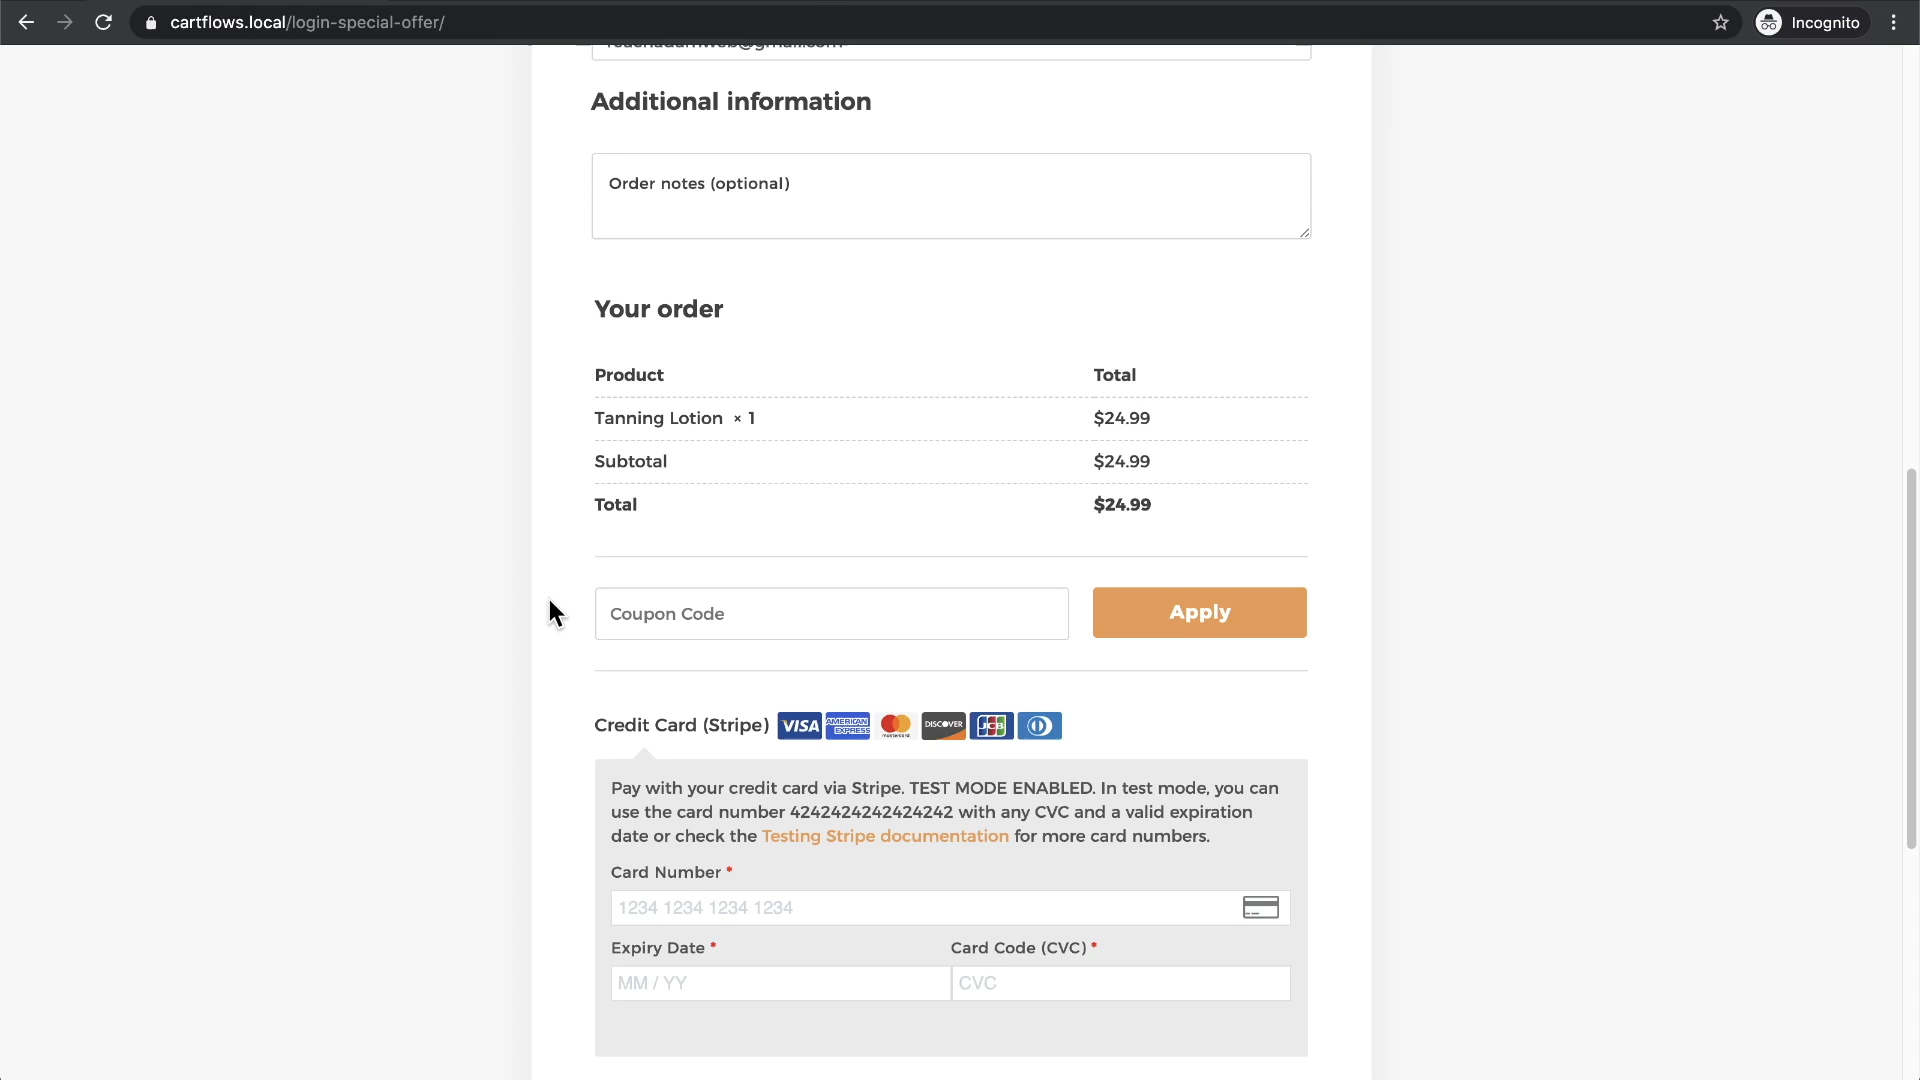 cartflows.local/login-special-offer/
Incognito
Additional information
Order notes (optional)
Your order
Product Total
Tanning Lotion × 1 $24.99
Subtotal $24.99
Total $24.99
Coupon Code
Apply
Credit Card (Stripe) VISA AMERICAN EXPRESS mastercard DISCOVER JCB
Pay with your credit card via Stripe. TEST MODE ENABLED. In test mode, you can
use the card number 4242424242424242 with any CVC and a valid expiration
date or check the Testing Stripe documentation for more card numbers.
Card Number *
1234 1234 1234 1234
Expiry Date * Card Code (CVC) *
MM / YY CVC